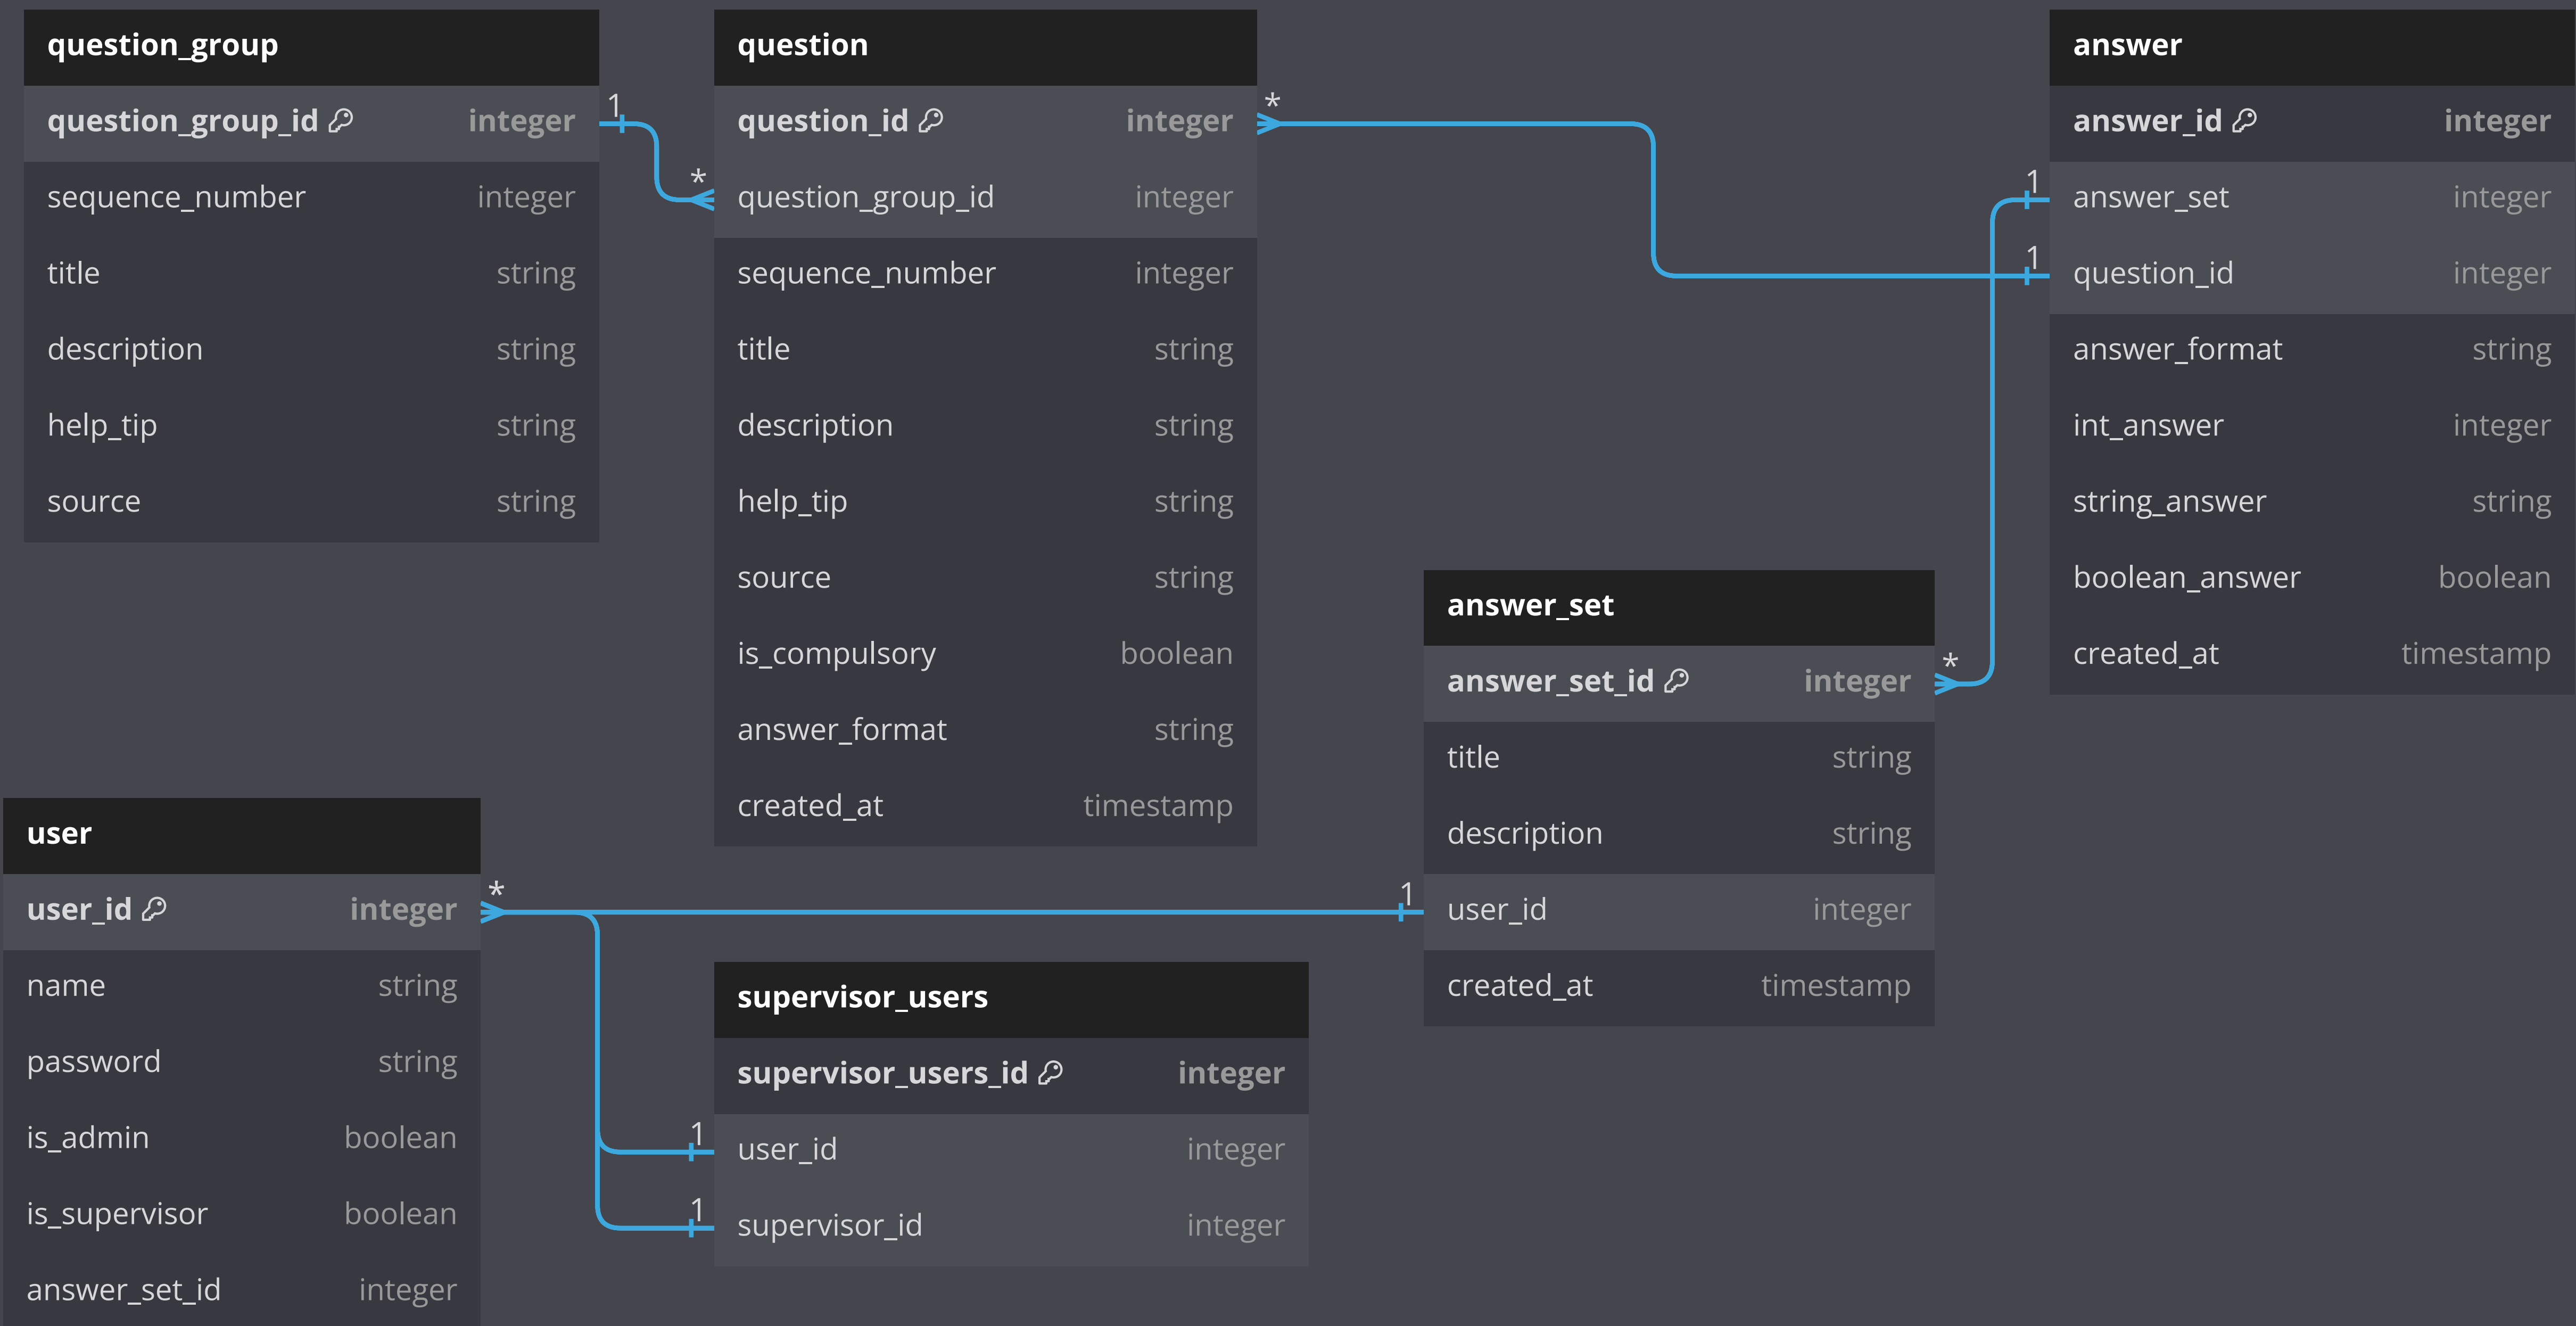 question_group
question_group_id integer
sequence_number integer
title string
description string
help_tip string
source string
1
*
question
question_id integer
question_group_id integer
sequence_number integer
title string
description string
help_tip string
source string
is_compulsory boolean
answer_format string
created_at timestamp
*
1
1
answer
answer_id integer
answer_set integer
question_id integer
answer_format string
int_answer integer
string_answer string
boolean_answer boolean
created_at timestamp
answer_set
answer_set_id integer
title string
description string
user_id integer
created_at timestamp
*
1
user
user_id integer
name string
password string
is_admin boolean
is_supervisor boolean
answer_set_id integer
*
supervisor_users
supervisor_users_id integer
user_id integer
supervisor_id integer
1
1